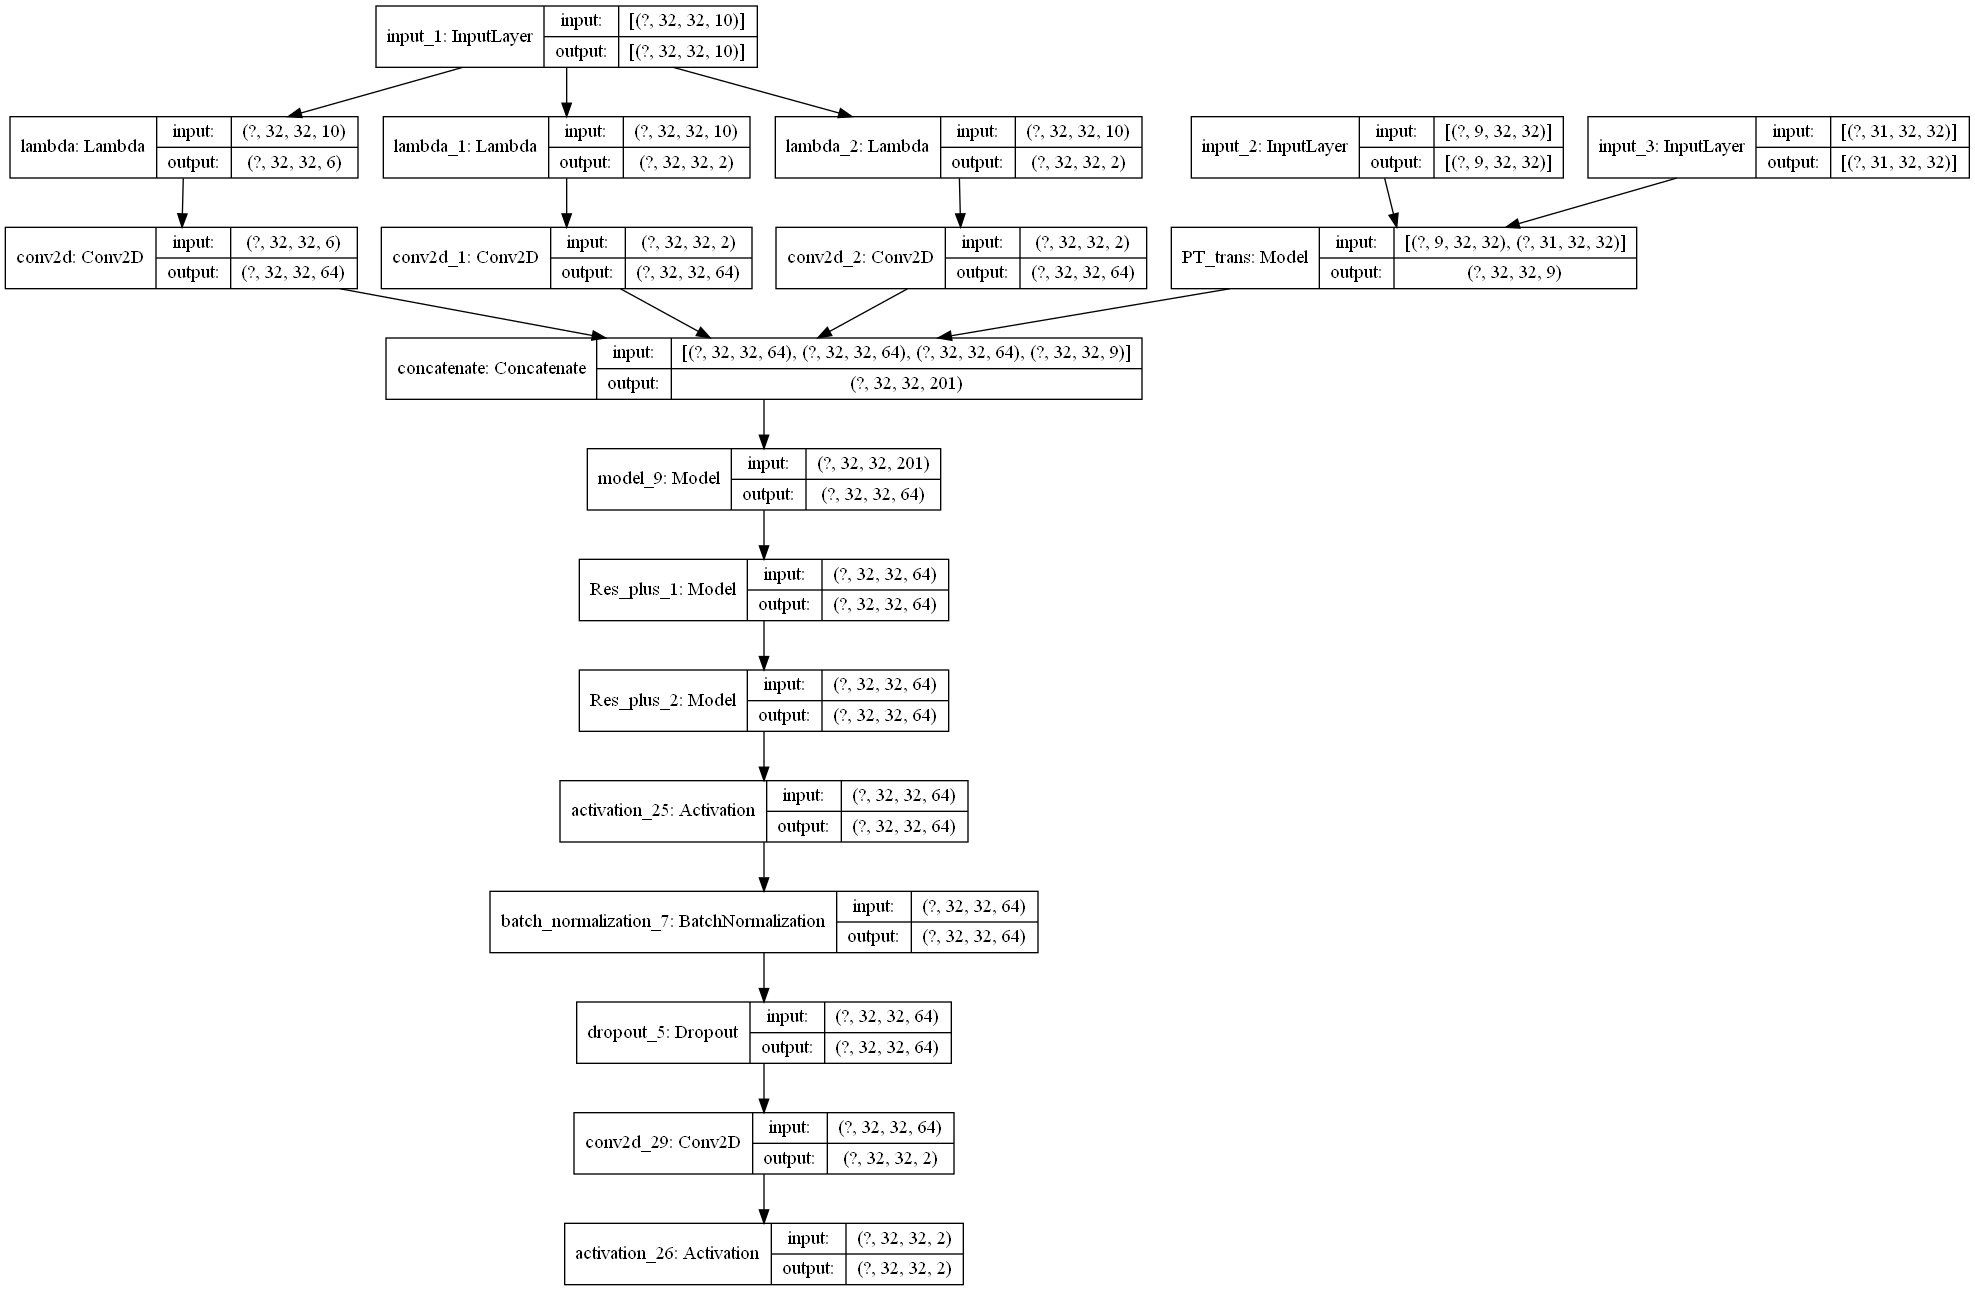 input_1: InputLayer
input:
[(?, 32, 32, 10)]
output:
[(?, 32, 32, 10)]
lambda: Lambda
input:
(?, 32, 32, 10)
output:
(?, 32, 32, 6)
lambda_1: Lambda
input:
(?, 32, 32, 10)
output:
(?, 32, 32, 2)
lambda_2: Lambda
input:
(?, 32, 32, 10)
output:
(?, 32, 32, 2)
input_2: InputLayer
input:
[(?, 9, 32, 32)]
output:
[(?, 9, 32, 32)]
input_3: InputLayer
input:
[(?, 31, 32, 32)]
output:
[(?, 31, 32, 32)]
conv2d: Conv2D
input:
(?, 32, 32, 6)
output:
(?, 32, 32, 64)
conv2d_1: Conv2D
input:
(?, 32, 32, 2)
output:
(?, 32, 32, 64)
conv2d_2: Conv2D
input:
(?, 32, 32, 2)
output:
(?, 32, 32, 64)
PT_trans: Model
input:
[(?, 9, 32, 32), (?, 31, 32, 32)]
output:
(?, 32, 32, 9)
concatenate: Concatenate
input:
[(?, 32, 32, 64), (?, 32, 32, 64), (?, 32, 32, 64), (?, 32, 32, 9)]
output:
(?, 32, 32, 201)
model_9: Model
input:
(?, 32, 32, 201)
output:
(?, 32, 32, 64)
Res_plus_1: Model
input:
(?, 32, 32, 64)
output:
(?, 32, 32, 64)
Res_plus_2: Model
input:
(?, 32, 32, 64)
output:
(?, 32, 32, 64)
activation_25: Activation
input:
(?, 32, 32, 64)
output:
(?, 32, 32, 64)
batch_normalization_7: BatchNormalization
input:
(?, 32, 32, 64)
output:
(?, 32, 32, 64)
dropout_5: Dropout
input:
(?, 32, 32, 64)
output:
(?, 32, 32, 64)
conv2d_29: Conv2D
input:
(?, 32, 32, 64)
output:
(?, 32, 32, 2)
activation_26: Activation
input:
(?, 32, 32, 2)
output:
(?, 32, 32, 2)